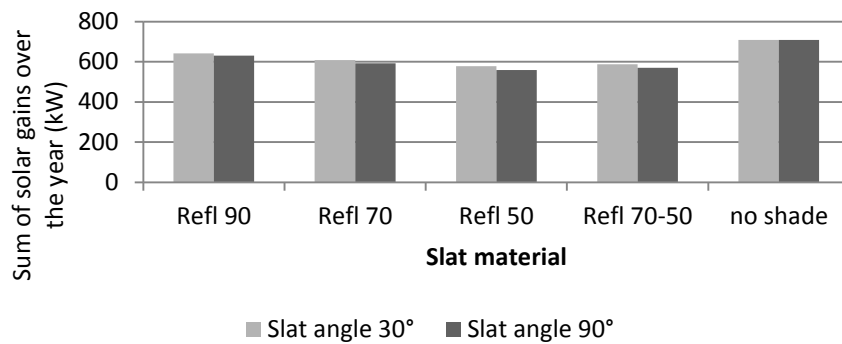 Sum of solar gains over
the year (kW)
800
600
400
200
0
Refl 90 Refl 70 Refl 50 Refl 70-50 no shade
Slat material
Slat angle 30° Slat angle 90°